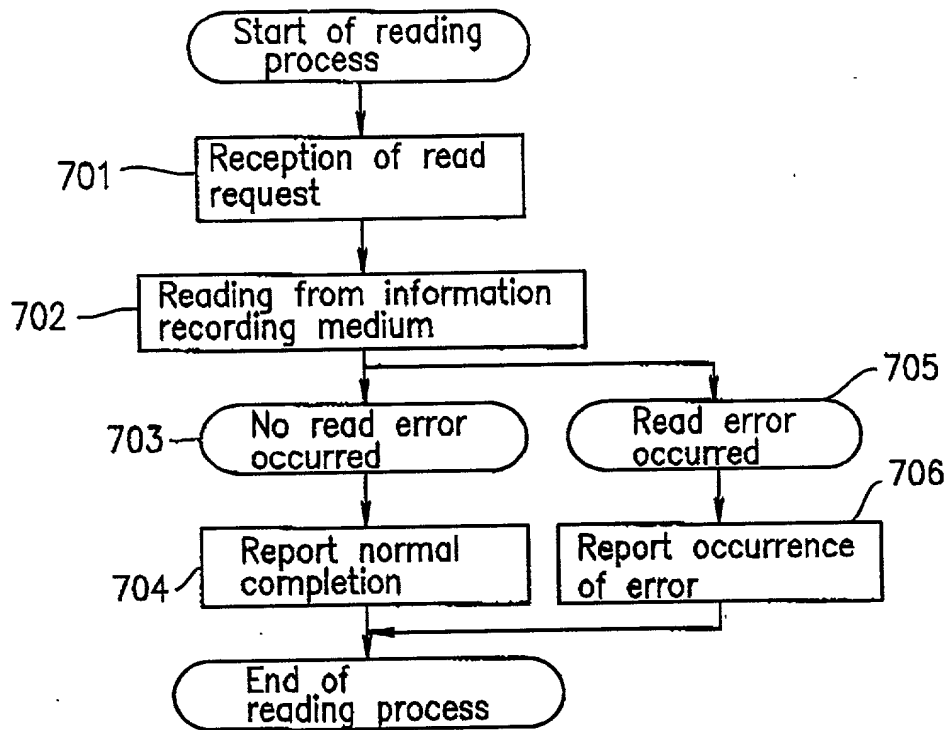 Start of reading
process
701
Reception of read
request
702
Reading from information
recording medium
703
No read error
occurred
705
Read error
occurred
704
Report normal
completion
706
Report occurrence
of error
End of
reading process